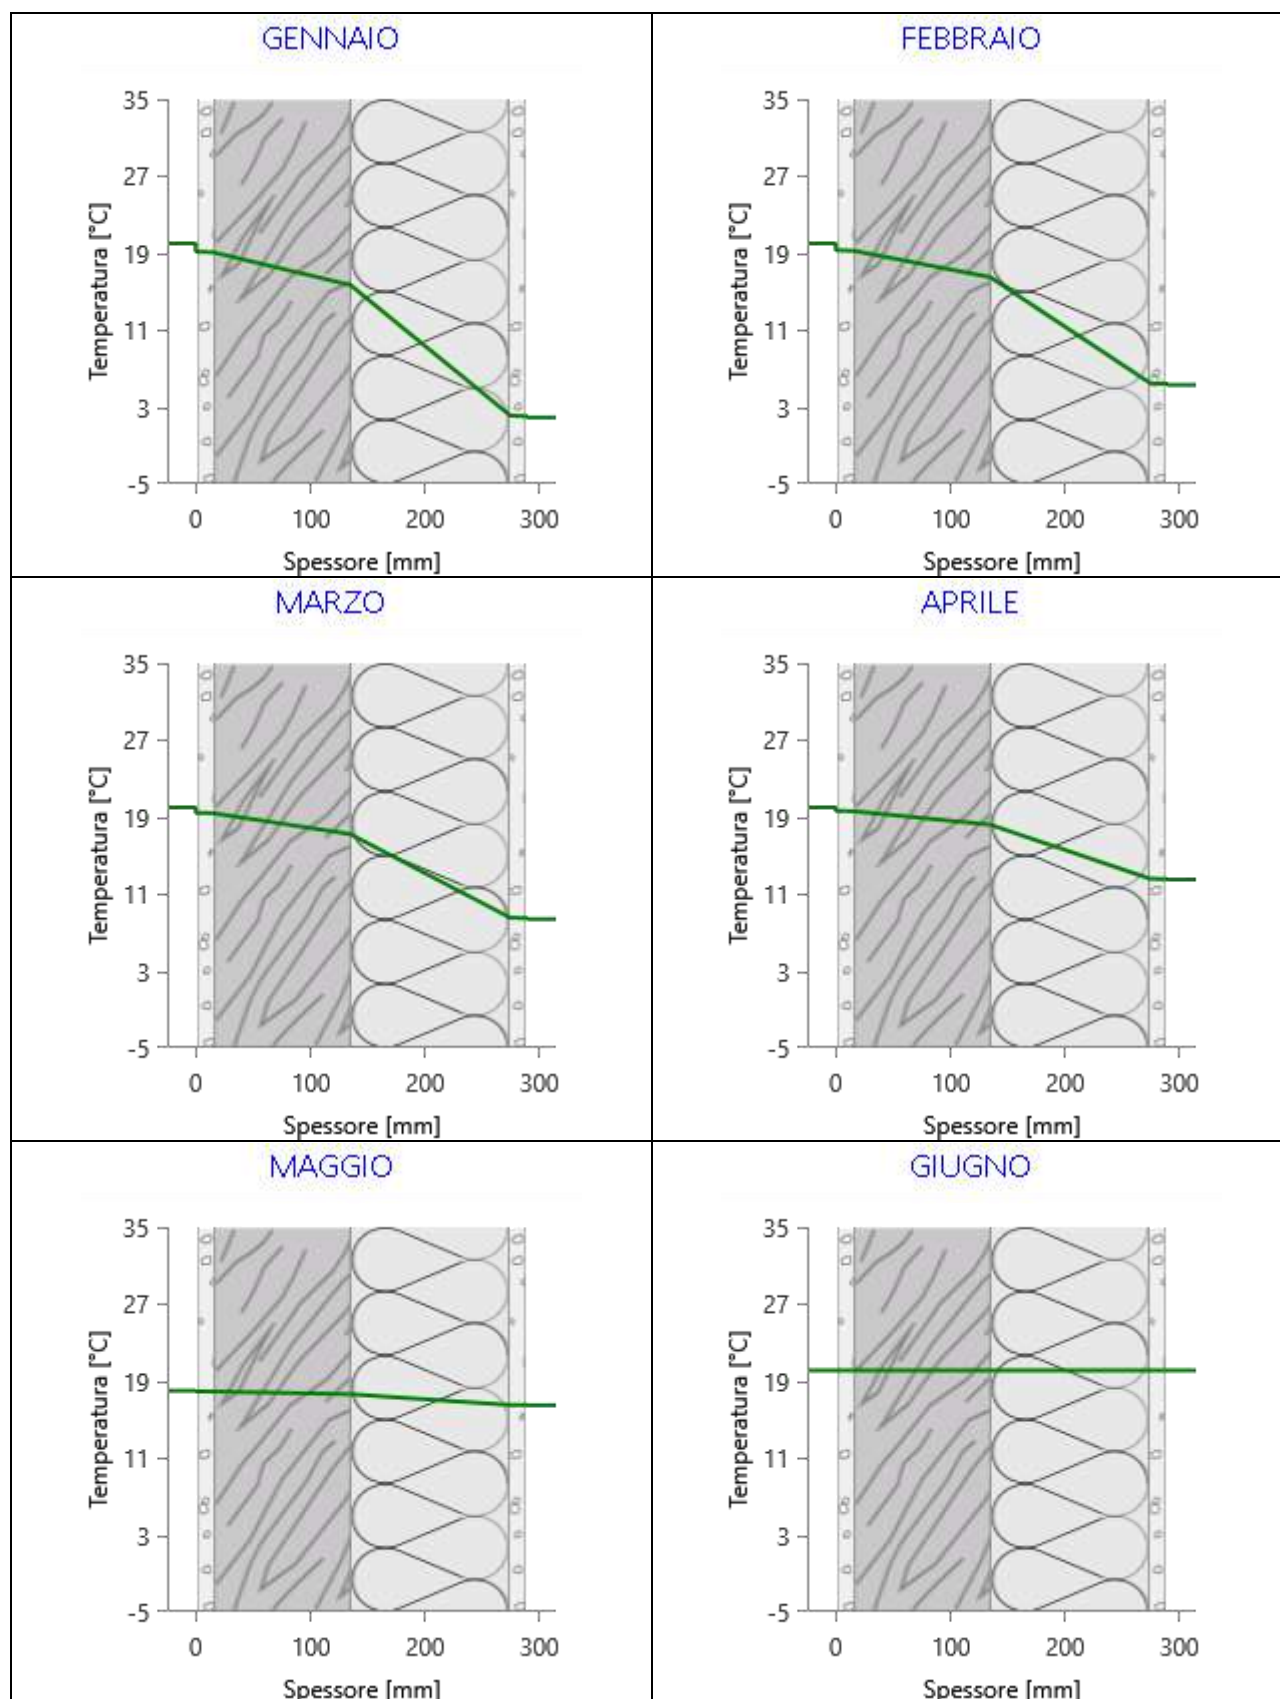 GENNAIO
35
27
19
11
3
-5
Temperatura [°C]
0 100 200 300
Spessore [mm]
FEBBRAIO
35
27
19
11
3
-5
Temperatura [°C]
0 100 200 300
Spessore [mm]
MARZO
35
27
19
11
3
-5
Temperatura [°C]
0 100 200 300
Spessore [mm]
APRILE
35
27
19
11
3
-5
Temperatura [°C]
0 100 200 300
Spessore [mm]
MAGGIO
35
27
19
11
3
-5
Temperatura [°C]
0 100 200 300
Spessore [mm]
GIUGNO
35
27
19
11
3
-5
Temperatura [°C]
0 100 200 300
Spessore [mm]